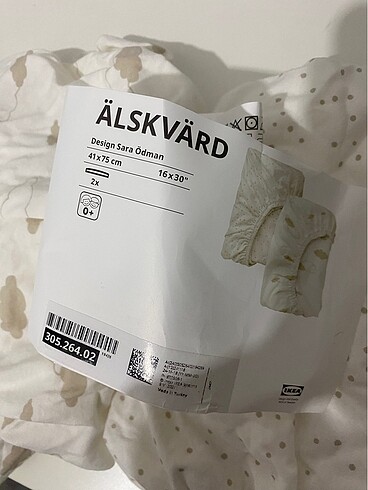 ÄLSKVÄRD
Design Sara Ödman
41x75 cm 16x30"
2x
0+
305.264.02
Made in Turkey
IKEA